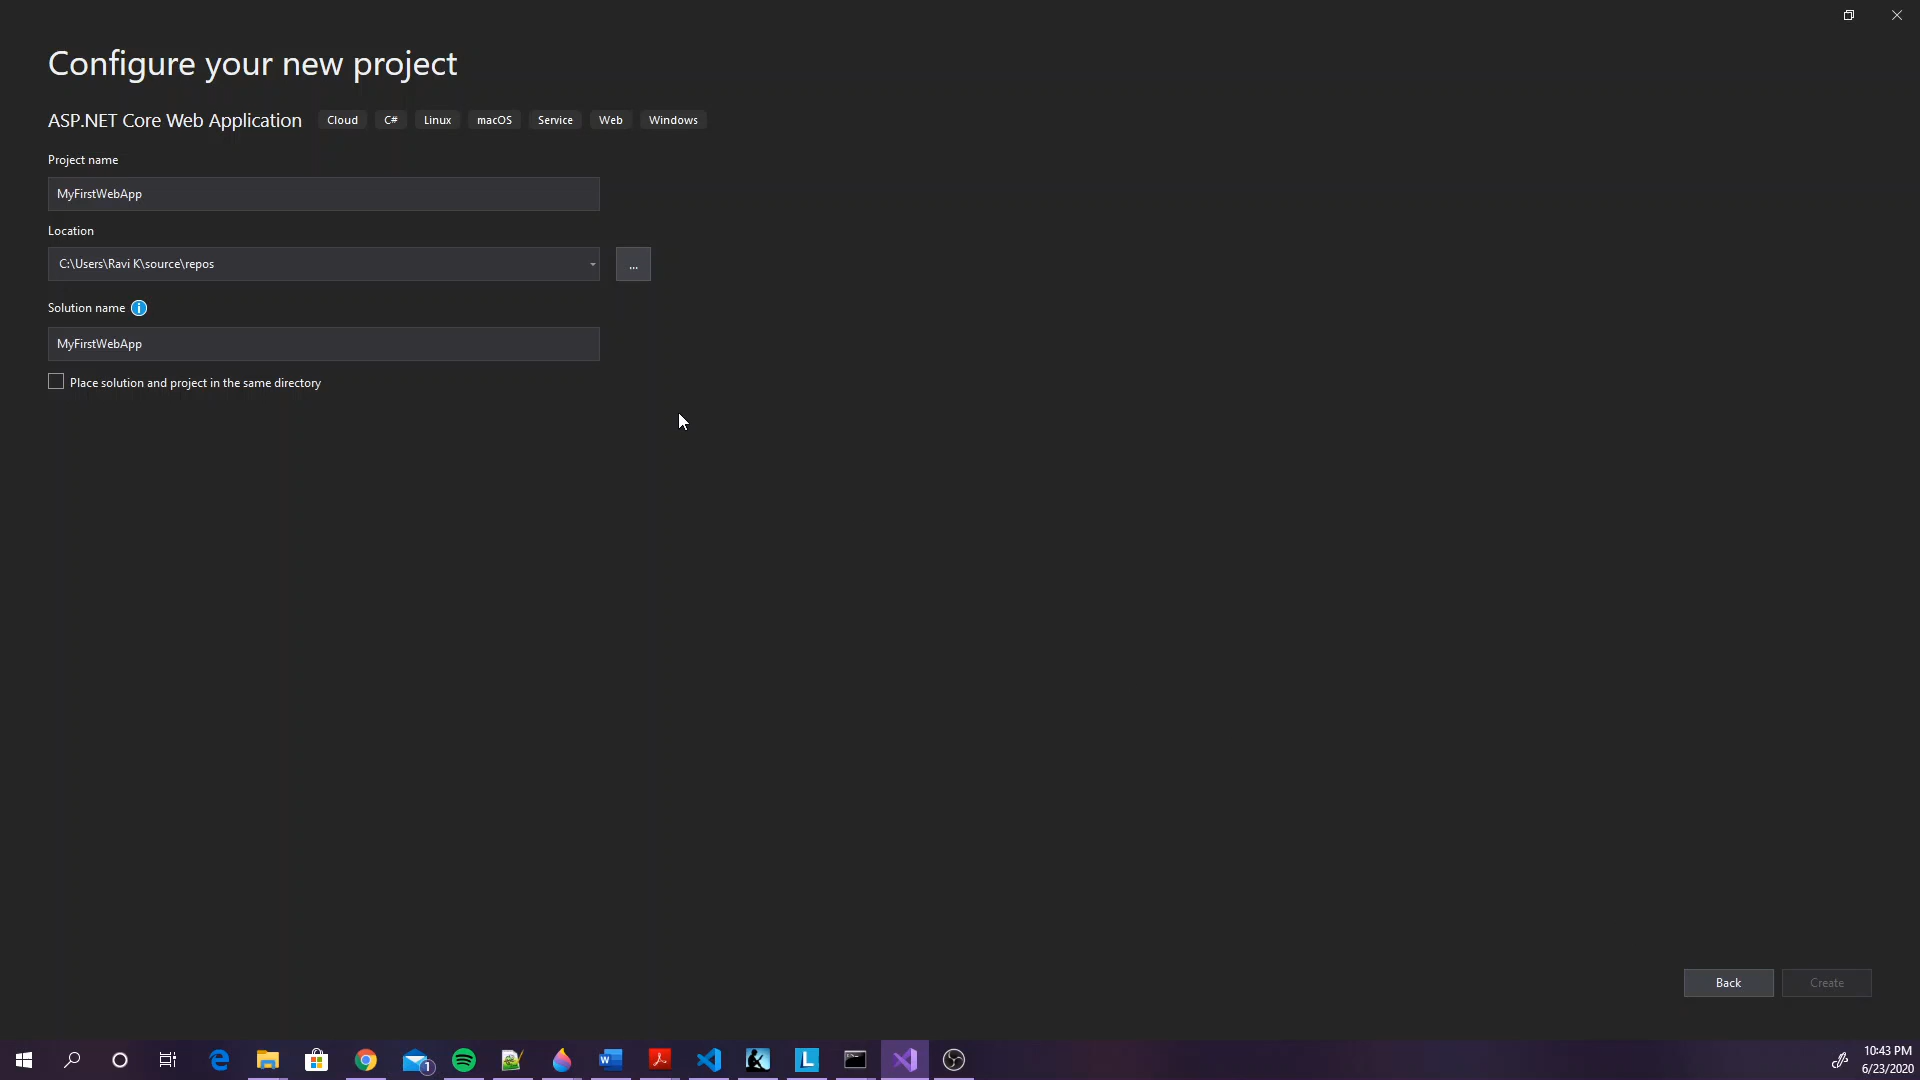 Configure your new project
ASP.NET Core Web Application Cloud C# Linux macOS Service Web Windows
Project name
MyFirstWebApp
Location
C:\Users\Ravi K\source\repos
...
Solution name i
MyFirstWebApp
Place solution and project in the same directory
Back Create
W L 1
10:43 PM
6/23/2020